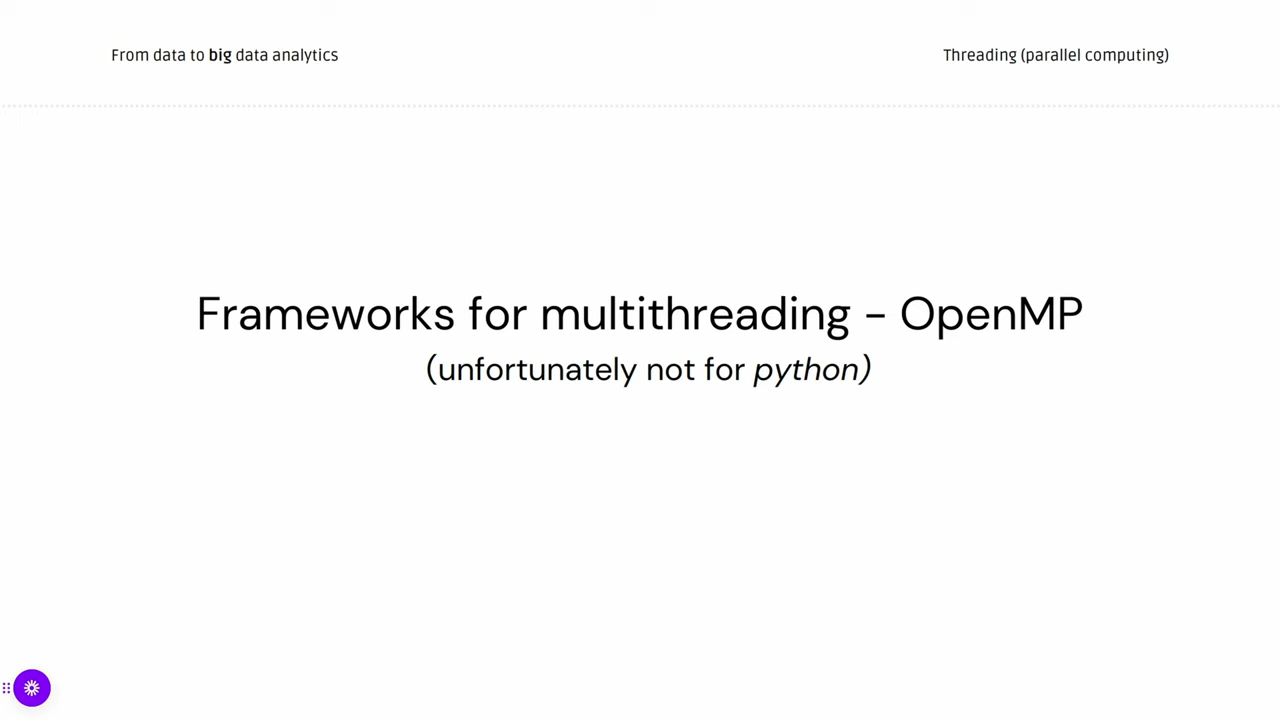 From data to big data analytics
Threading (parallel computing)
Frameworks for multithreading - OpenMP
(unfortunately not for python)